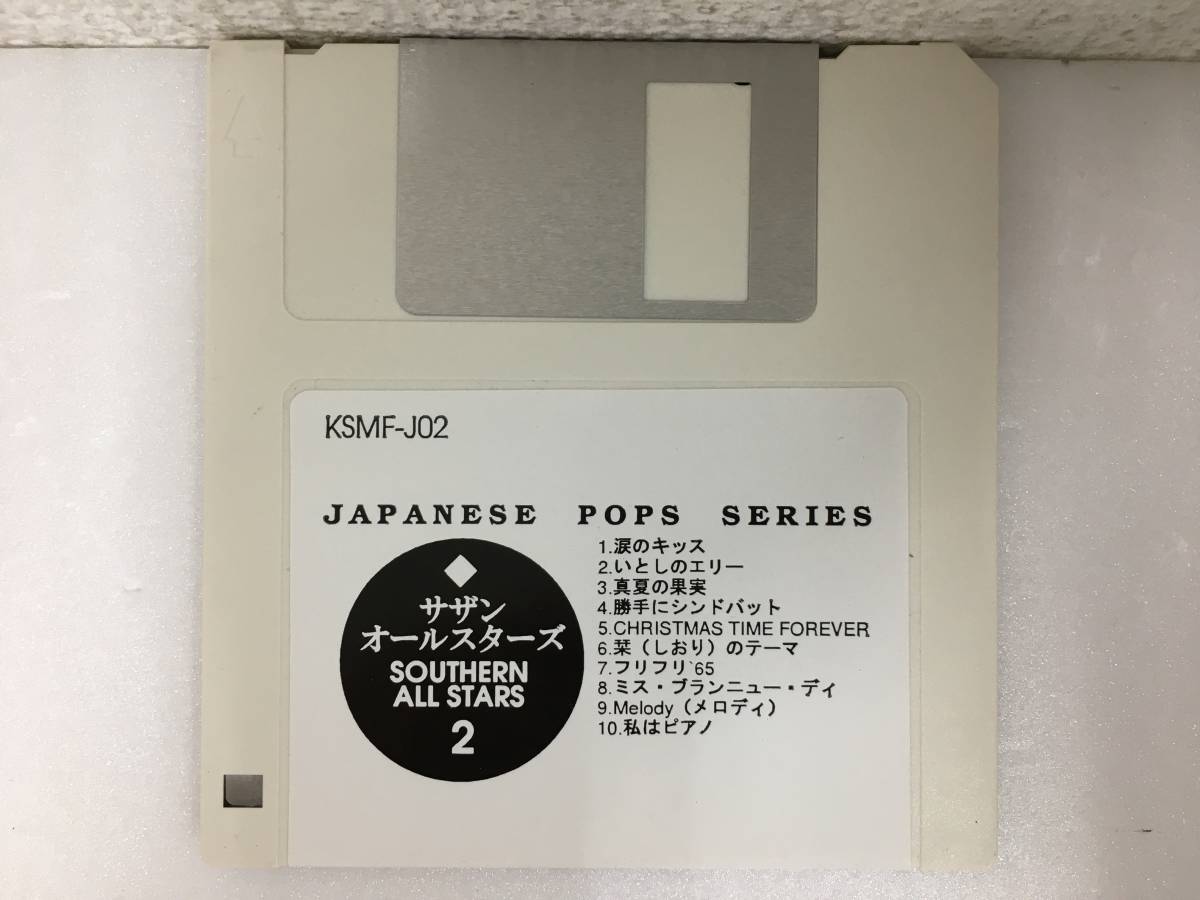 KSMF-J02
JAPANESE POPS SERIES
サザン
オールスターズ
SOUTHERN
ALL STARS
2
1.涙のキッス
2.いとしのエリー
3.真夏の果実
4.勝手にシンドバット
5.CHRISTMAS TIME FOREVER
6.栞(しおり)のテーマ
7.フリフリ'65
8.ミス・ブランニュー・ディ
9.Melody(メロディ)
10.私はピアノ